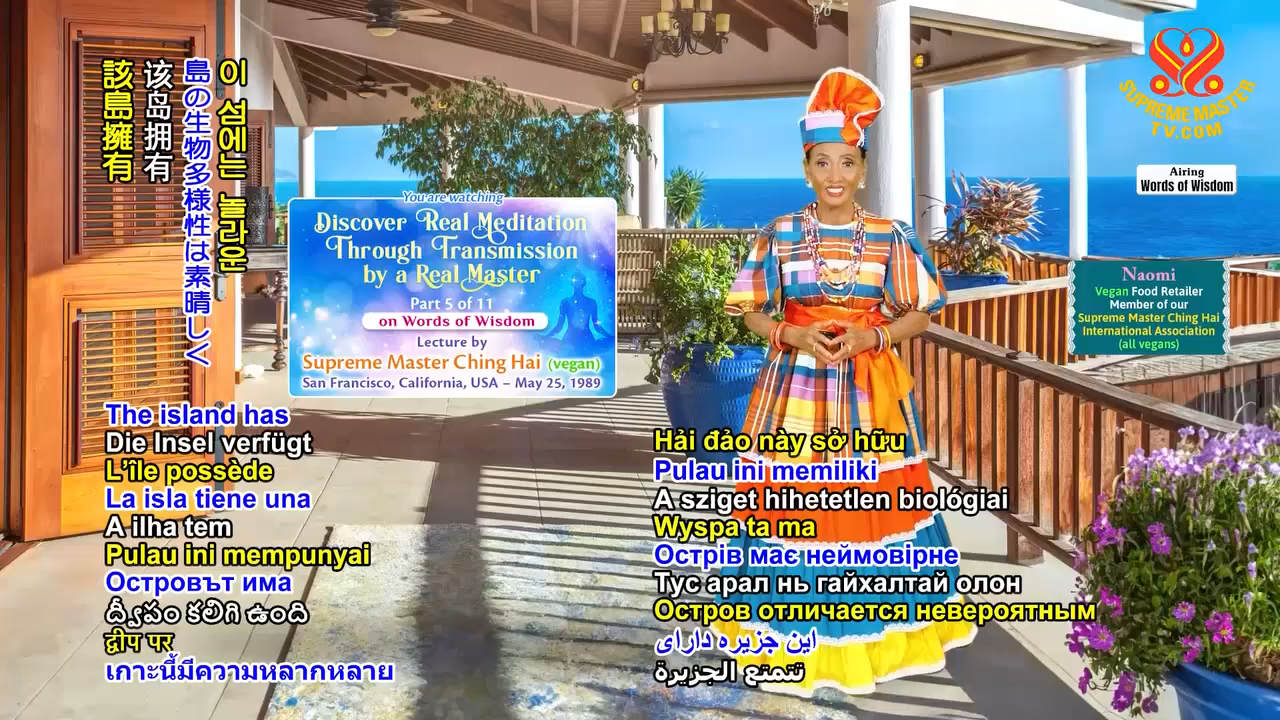 該島擁有
该岛拥有
島の生物多様性は素晴しく
이 섬에는 놀라운
SUPREME MASTER
TV.COM
Airing
Words of Wisdom
You are watching
Discover Real Meditation
Through Transmission
by a Real Master
Part 5 of 11
on Words of Wisdom
Lecture by
Supreme Master Ching Hai (vegan)
San Francisco, California, USA – May 25, 1989
Naomi
Vegan Food Retailer
Member of our
Supreme Master Ching Hai
International Association
(all vegans)
The island has
Die Insel verfügt
L'île possède
La isla tiene una
A ilha tem
Pulau ini mempunyai
Островът има
ద్వీపం కలిగి ఉంది
द्वीप पर
เกาะนี้มีความหลากหลาย
Hải đảo này sở hữu
Pulau ini memiliki
A sziget hihetetlen biológiai
Wyspa ta ma
Острів має неймовірне
Тус арал нь гайхалтай олон
Остров отличается невероятным
این جزیره دارای
تتمتع الجزيرة